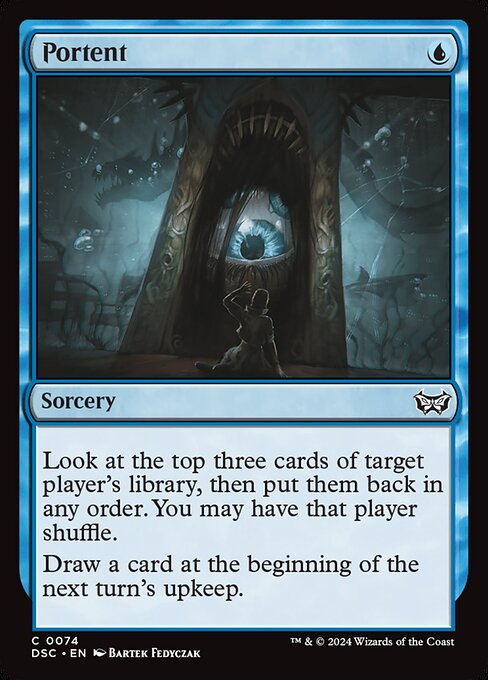 Portent
Sorcery
Look at the top three cards of target
player's library, then put them back in
any order. You may have that player
shuffle.
Draw a card at the beginning of the
next turn's upkeep.
C 0074
™ & © 2024 Wizards of the Coast
DSC • EN Bartek Fedyczak